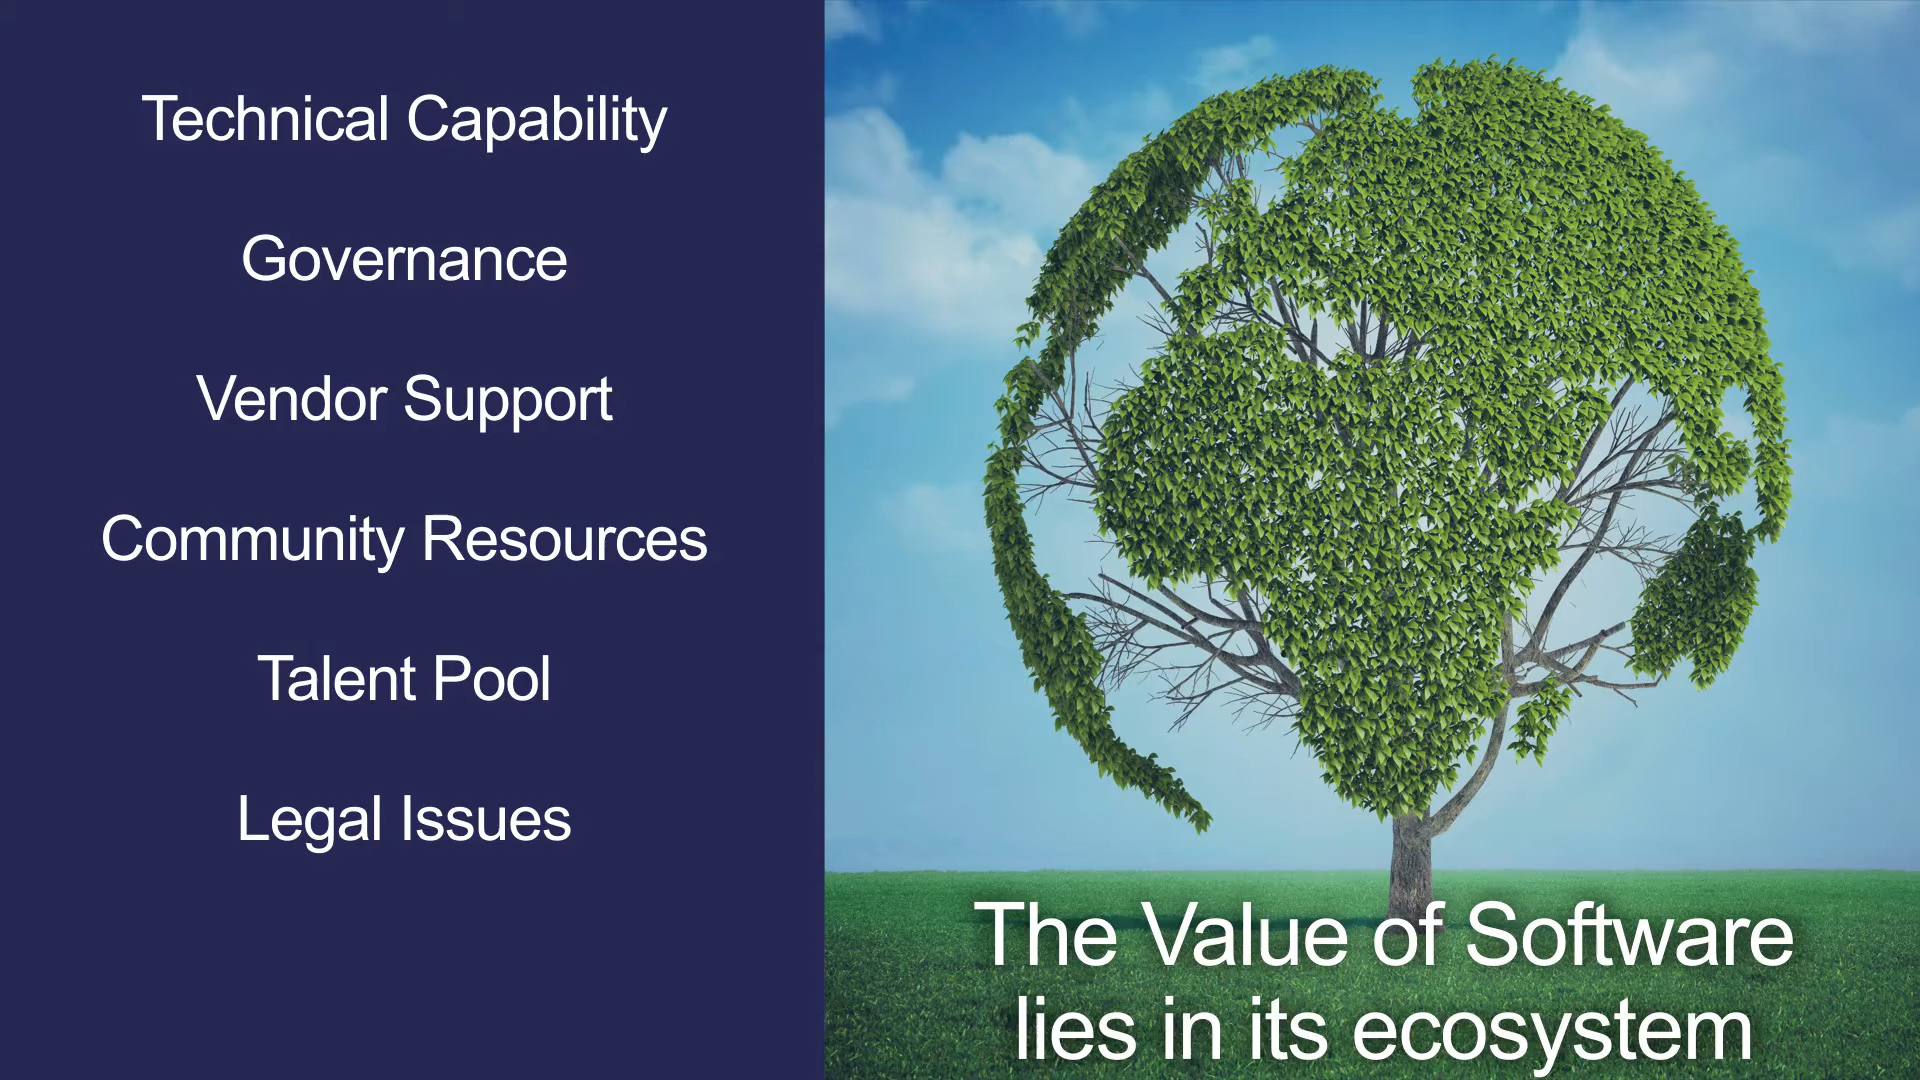 Technical Capability
Governance
Vendor Support
Community Resources
Talent Pool
Legal Issues
The Value of Software
lies in its ecosystem